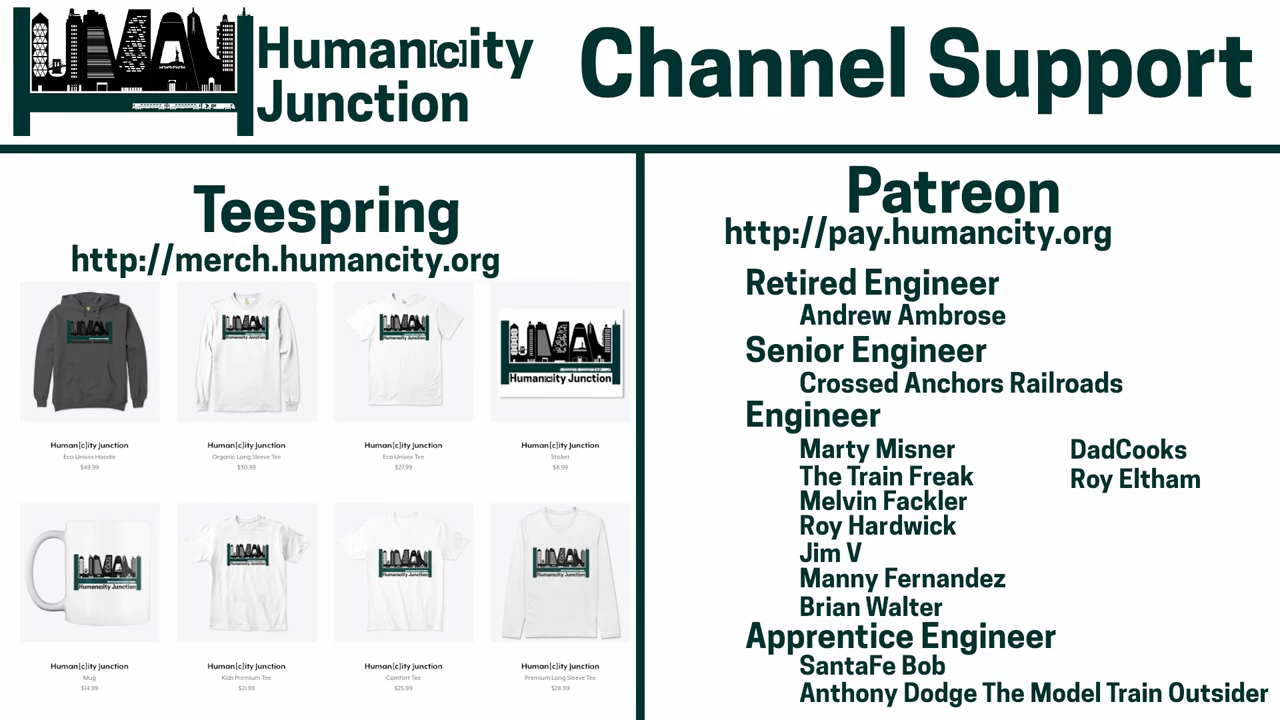 Human[c]ity
Junction
Channel Support
Teespring
http://merch.humancity.org
Human[c]ity Junction
Human[c]ity Junction
Eco Unisex Hoodie
$49.99
Human[c]ity Junction
Organic Long Sleeve Tee
$30.99
Human[c]ity Junction
Eco Unisex Tee
$27.99
Human[c]ity Junction
Sticker
$8.99
Human[c]ity Junction
Mug
$14.99
Human[c]ity Junction
Kids Premium Tee
$21.99
Human[c]ity Junction
Comfort Tee
$25.99
Human[c]ity Junction
Premium Long Sleeve Tee
$28.99
Patreon
http://pay.humancity.org
Retired Engineer
Andrew Ambrose
Senior Engineer
Crossed Anchors Railroads
Engineer
Marty Misner
The Train Freak
Melvin Fackler
Roy Hardwick
Jim V
Manny Fernandez
Brian Walter
DadCooks
Roy Eltham
Apprentice Engineer
SantaFe Bob
Anthony Dodge The Model Train Outsider